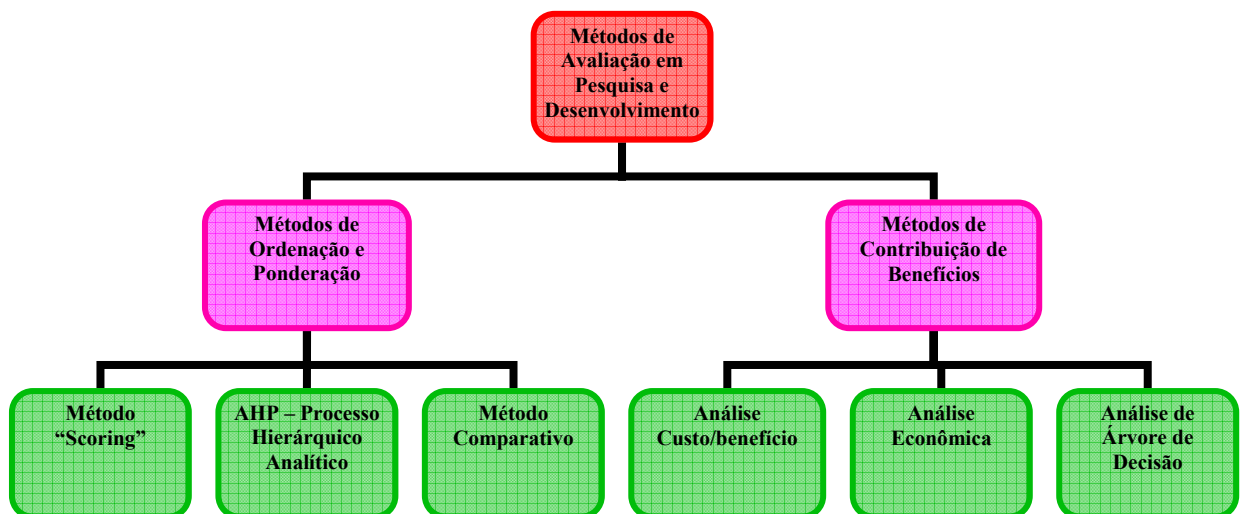 Métodos de
Avaliação em
Pesquisa e
Desenvolvimento
Métodos de
Ordenação e
Ponderação
Métodos de
Contribuição de
Benefícios
Método
“Scoring”
AHP – Processo
Hierárquico
Analítico
Método
Comparativo
Análise
Custo/benefício
Análise
Econômica
Análise de
Árvore de
Decisão